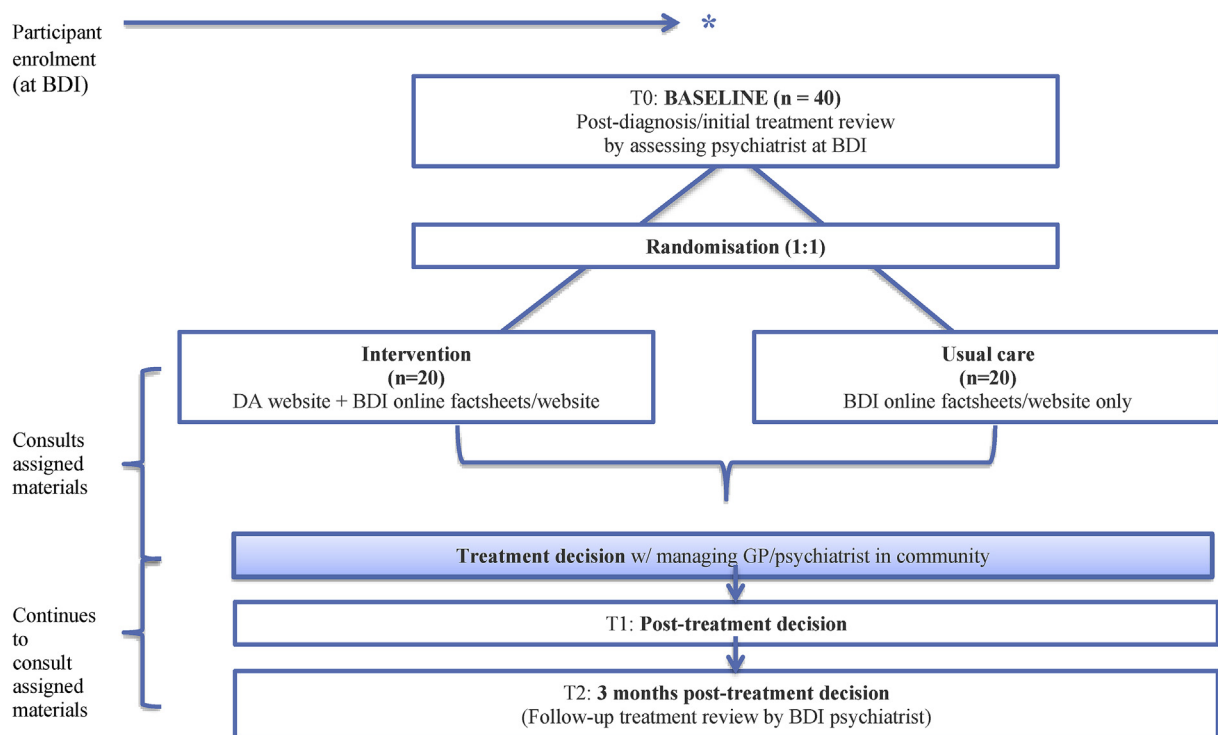 Participant
enrolment
(at BDI)
*
T0: BASELINE (n = 40)
Post-diagnosis/initial treatment review
by assessing psychiatrist at BDI
Randomisation (1:1)
Intervention
(n=20)
DA website + BDI online factsheets/website
Usual care
(n=20)
BDI online factsheets/website only
Consults
assigned
materials
Treatment decision w/ managing GP/psychiatrist in community
Continues
to
consult
assigned
materials
T1: Post-treatment decision
T2: 3 months post-treatment decision
(Follow-up treatment review by BDI psychiatrist)